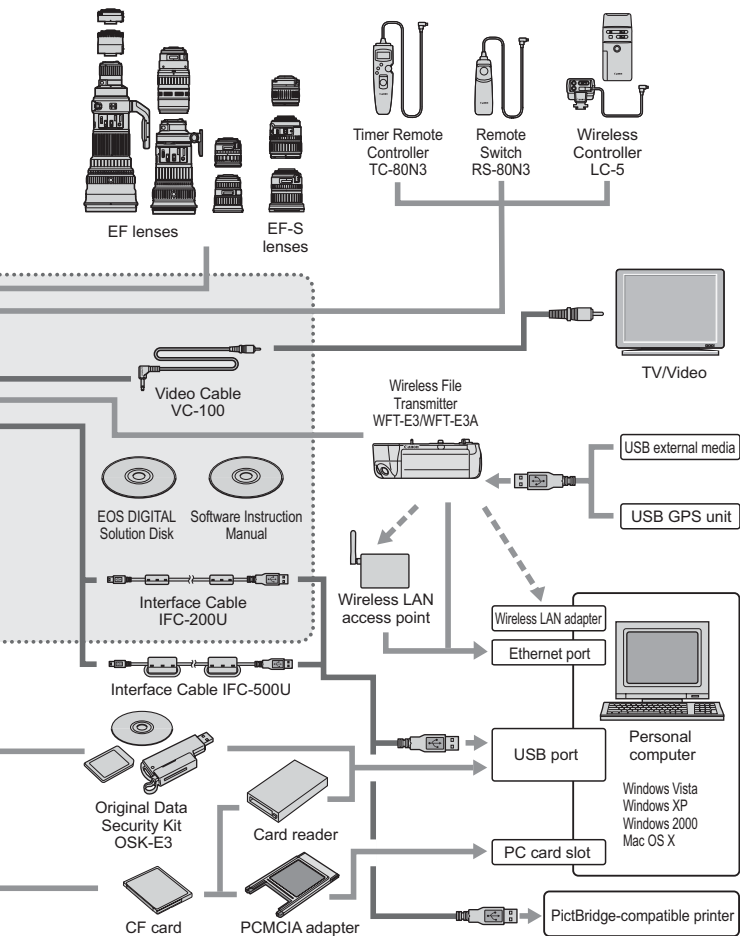 Timer Remote
Controller
TC-80N3
Remote
Switch
RS-80N3
Wireless
Controller
LC-5
EF lenses
EF-S
lenses
TV/Video
Video Cable
VC-100
Wireless File
Transmitter
WFT-E3/WFT-E3A
USB external media
USB GPS unit
EOS DIGITAL
Solution Disk
Software Instruction
Manual
Interface Cable
IFC-200U
Wireless LAN
access point
Wireless LAN adapter
Ethernet port
Interface Cable IFC-500U
USB port
Personal
computer
Windows Vista
Windows XP
Windows 2000
Mac OS X
Original Data
Security Kit
OSK-E3
Card reader
PC card slot
CF card
PCMCIA adapter
PictBridge-compatible printer